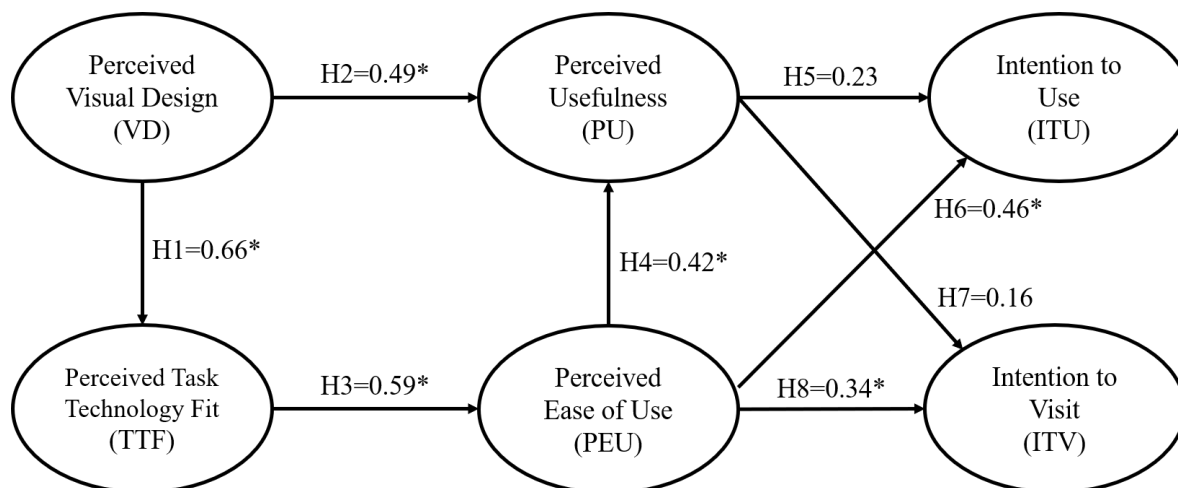 Perceived
Visual Design
(VD)
H2=0.49*
Perceived
Usefulness
(PU)
H5=0.23
Intention to
Use
(ITU)
H1=0.66*
H4=0.42*
H6=0.46*
H7=0.16
Perceived Task
Technology Fit
(TTF)
H3=0.59*
Perceived
Ease of Use
(PEU)
H8=0.34*
Intention to
Visit
(ITV)